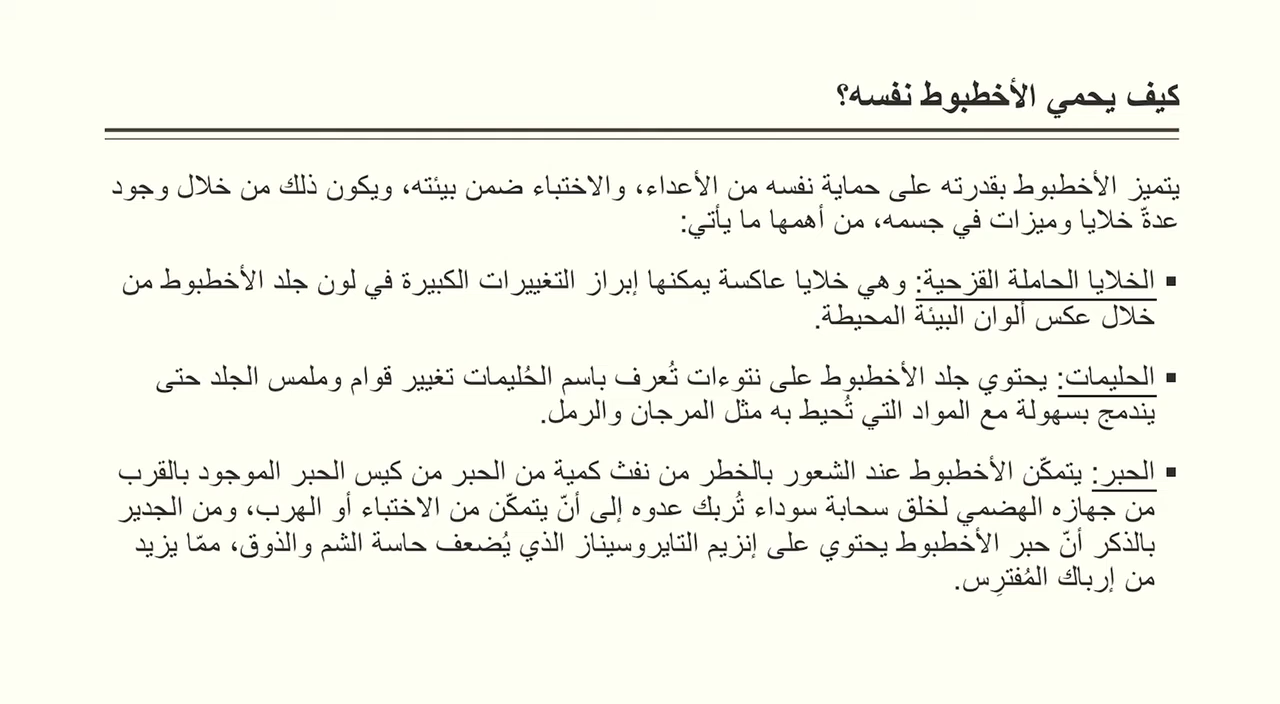 كيف يحمي الأخطبوط نفسه؟
يتميز الأخطبوط بقدرته على حماية نفسه من الأعداء، والاختباء ضمن بيئته، ويكون ذلك من خلال وجود
عدةّ خلايا وميزات في جسمه، من أهمها ما يأتي:
▪ الخلايا الحاملة القزحية: وهي خلايا عاكسة يمكنها إبراز التغييرات الكبيرة في لون جلد الأخطبوط من
خلال عكس ألوان البيئة المحيطة.
▪ الحليمات: يحتوي جلد الأخطبوط على نتوءات تُعرف باسم الحُليمات تغيير قوام وملمس الجلد حتى
يندمج بسهولة مع المواد التي تُحيط به مثل المرجان والرمل.
▪ الحبر: يتمكّن الأخطبوط عند الشعور بالخطر من نفث كمية من الحبر من كيس الحبر الموجود بالقرب
من جهازه الهضمي لخلق سحابة سوداء تُربك عدوه إلى أنّ يتمكّن من الاختباء أو الهرب، ومن الجدير
بالذكر أنّ حبر الأخطبوط يحتوي على إنزيم التايروسيناز الذي يُضعف حاسة الشم والذوق، ممّا يزيد
من إرباك المُفترِس.